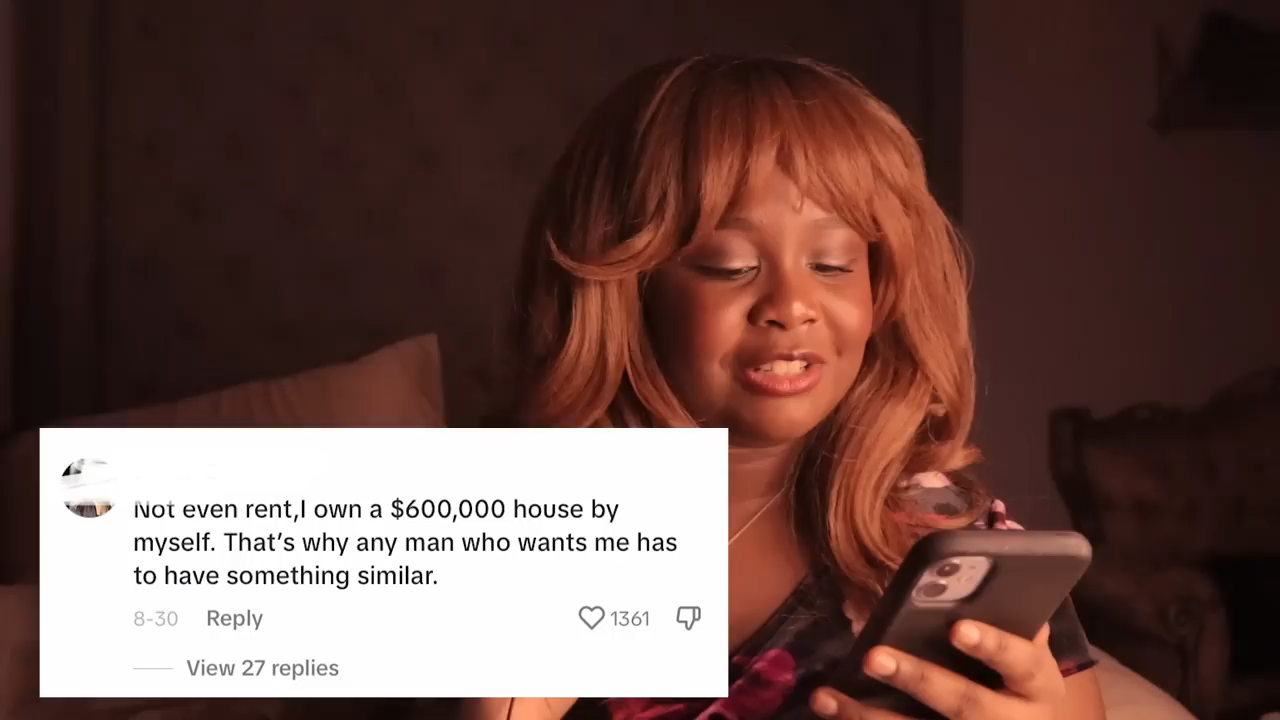 Not even rent,I own a $600,000 house by
myself. That's why any man who wants me has
to have something similar.
8-30 Reply 1361
View 27 replies